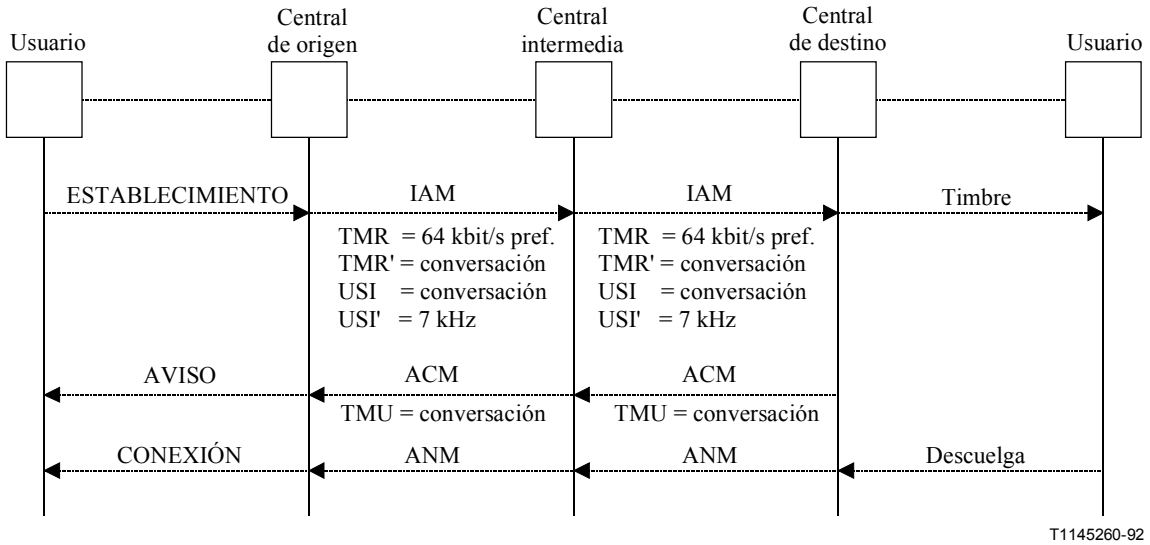 Usuario
Central
de origen
Central
intermedia
Central
de destino
Usuario
ESTABLECIMIENTO
IAM
IAM
Timbre
TMR = 64 kbit/s pref.
TMR' = conversación
USI = conversación
USI' = 7 kHz
TMR = 64 kbit/s pref.
TMR' = conversación
USI = conversación
USI' = 7 kHz
AVISO
ACM
ACM
TMU = conversación
TMU = conversación
CONEXIÓN
ANM
ANM
Descuelga
T1145260-92